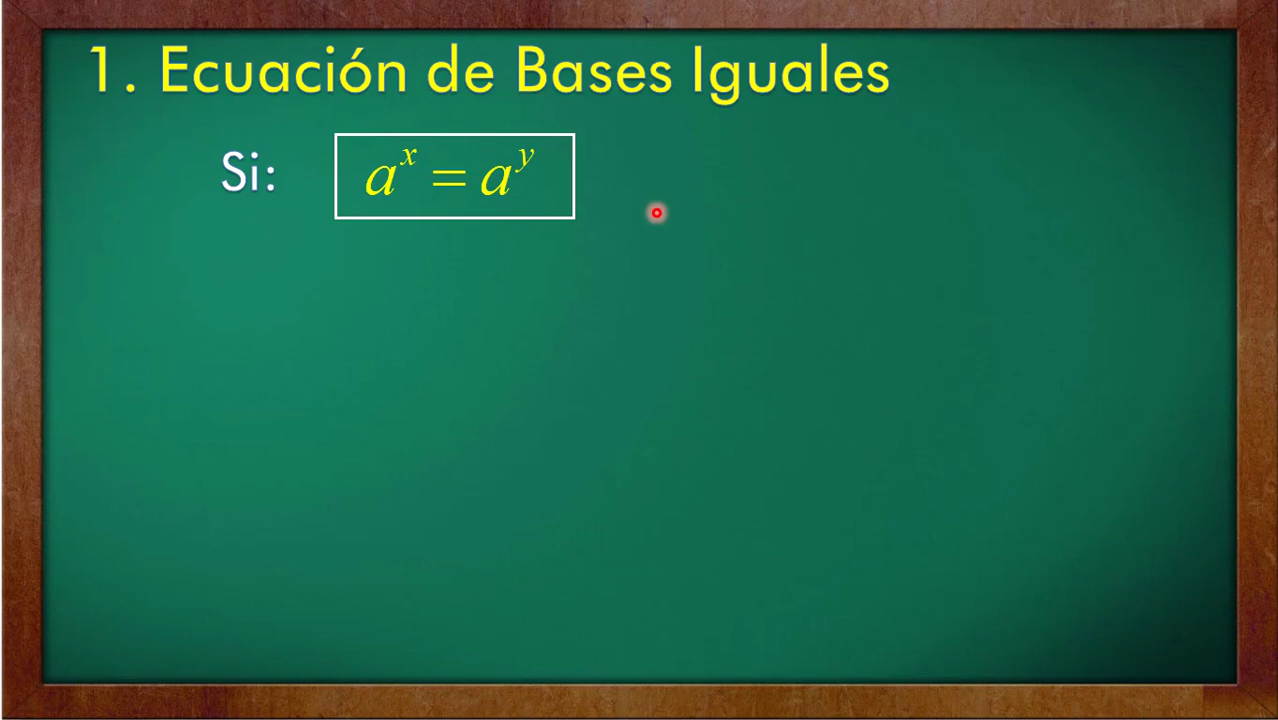 1. Ecuación de Bases Iguales
Si: a^x = a^y